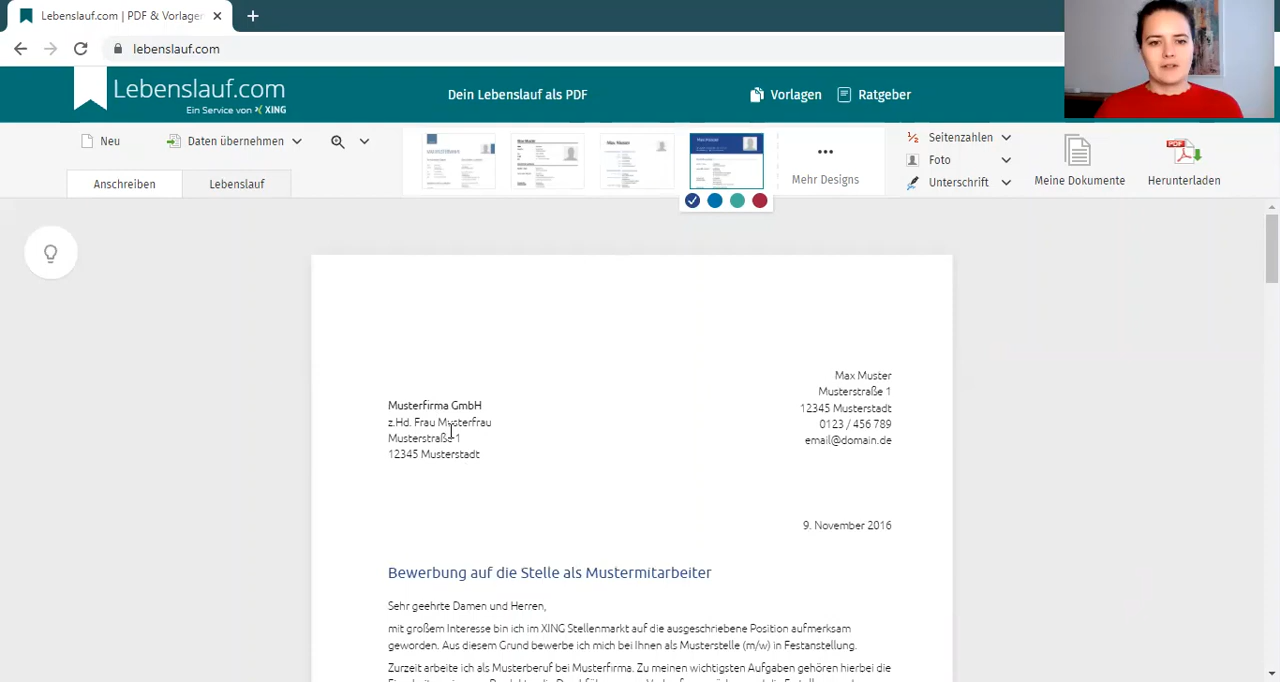 Lebenslauf.com | PDF & Vorlagen
lebenslauf.com
Lebenslauf.com
Ein Service von XING
Dein Lebenslauf als PDF
Vorlagen
Ratgeber
Neu
Daten übernehmen
Anschreiben
Lebenslauf
Mehr Designs
Seitenzahlen
Foto
Unterschrift
Meine Dokumente
PDF
Herunterladen
Max Muster
Musterstraße 1
12345 Musterstadt
0123 / 456 789
email@domain.de
Musterfirma GmbH
z.Hd. Frau Musterfrau
Musterstraße 1
12345 Musterstadt
9. November 2016
Bewerbung auf die Stelle als Mustermitarbeiter
Sehr geehrte Damen und Herren,
mit großem Interesse bin ich im XING Stellenmarkt auf die ausgeschriebene Position aufmerksam
geworden. Aus diesem Grund bewerbe ich mich bei Ihnen als Musterstelle (m/w) in Festanstellung.
Zurzeit arbeite ich als Musterberuf bei Musterfirma. Zu meinen wichtigsten Aufgaben gehören hierbei die